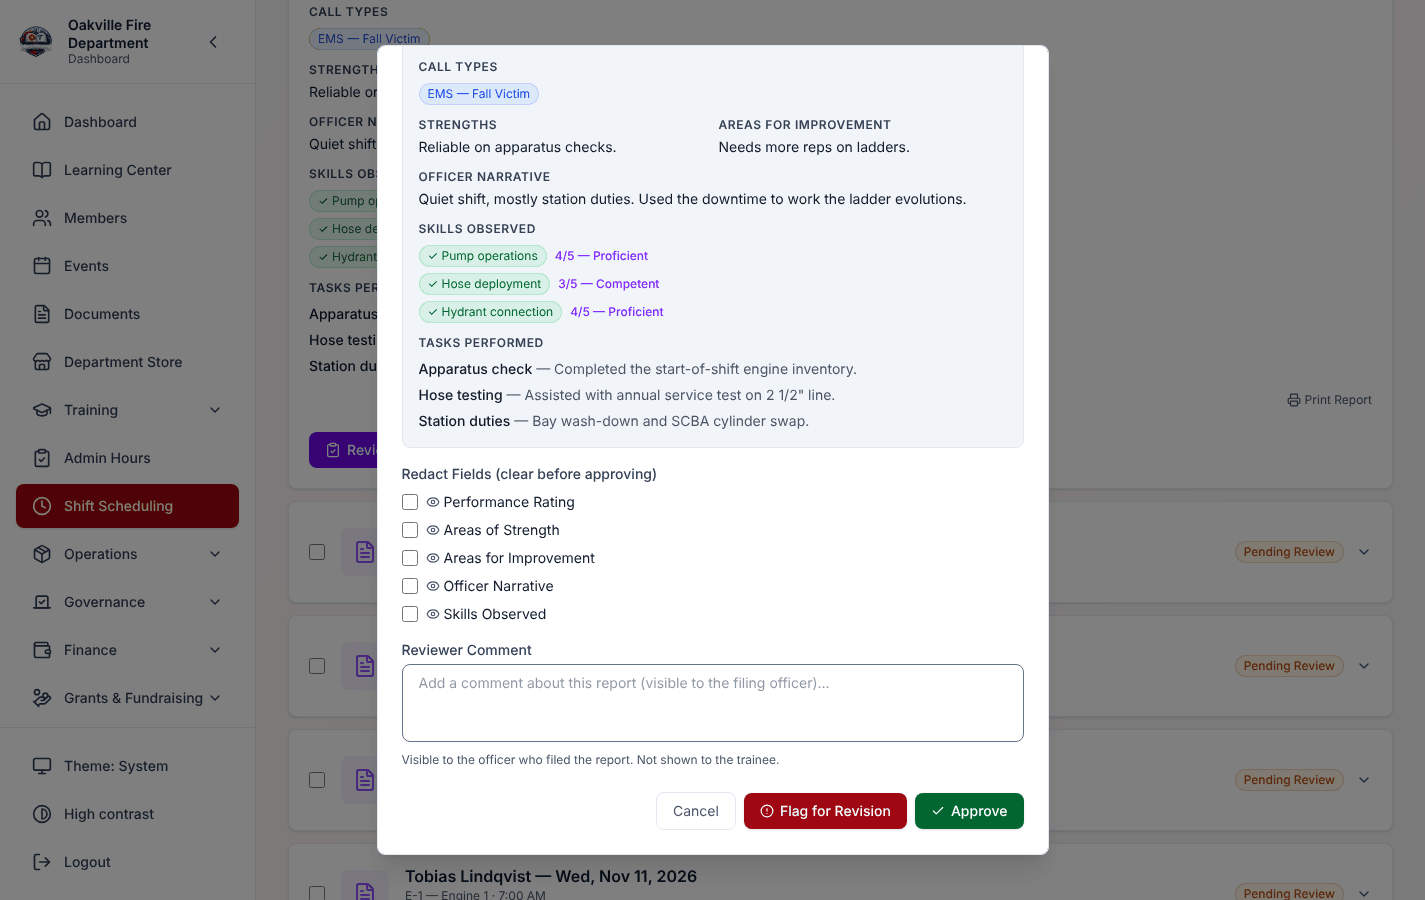 Oakville Fire
Department
Dashboard
Dashboard
Learning Center
Members
Events
Documents
Department Store
Training
Admin Hours
Shift Scheduling
Operations
Governance
Finance
Grants & Fundraising
Theme: System
High contrast
Logout
CALL TYPES
EMS — Fall Victim
STRENGTH
Reliable or
OFFICER N
Quiet shift
SKILLS OBS
Pump op
Hose de
Hydrant
TASKS PER
Apparatus
Hose testi
Station du
Revi
Print Report
CALL TYPES
EMS — Fall Victim
STRENGTHS
Reliable on apparatus checks.
AREAS FOR IMPROVEMENT
Needs more reps on ladders.
OFFICER NARRATIVE
Quiet shift, mostly station duties. Used the downtime to work the ladder evolutions.
SKILLS OBSERVED
Pump operations 4/5 — Proficient
Hose deployment 3/5 — Competent
Hydrant connection 4/5 — Proficient
TASKS PERFORMED
Apparatus check — Completed the start-of-shift engine inventory.
Hose testing — Assisted with annual service test on 2 1/2" line.
Station duties — Bay wash-down and SCBA cylinder swap.
Redact Fields (clear before approving)
Performance Rating
Areas of Strength
Areas for Improvement
Officer Narrative
Skills Observed
Reviewer Comment
Add a comment about this report (visible to the filing officer)...
Visible to the officer who filed the report. Not shown to the trainee.
Cancel
Flag for Revision
Approve
Pending Review
Pending Review
Pending Review
Tobias Lindqvist — Wed, Nov 11, 2026
E-1 — Engine 1 · 7:00 AM
Pending Review